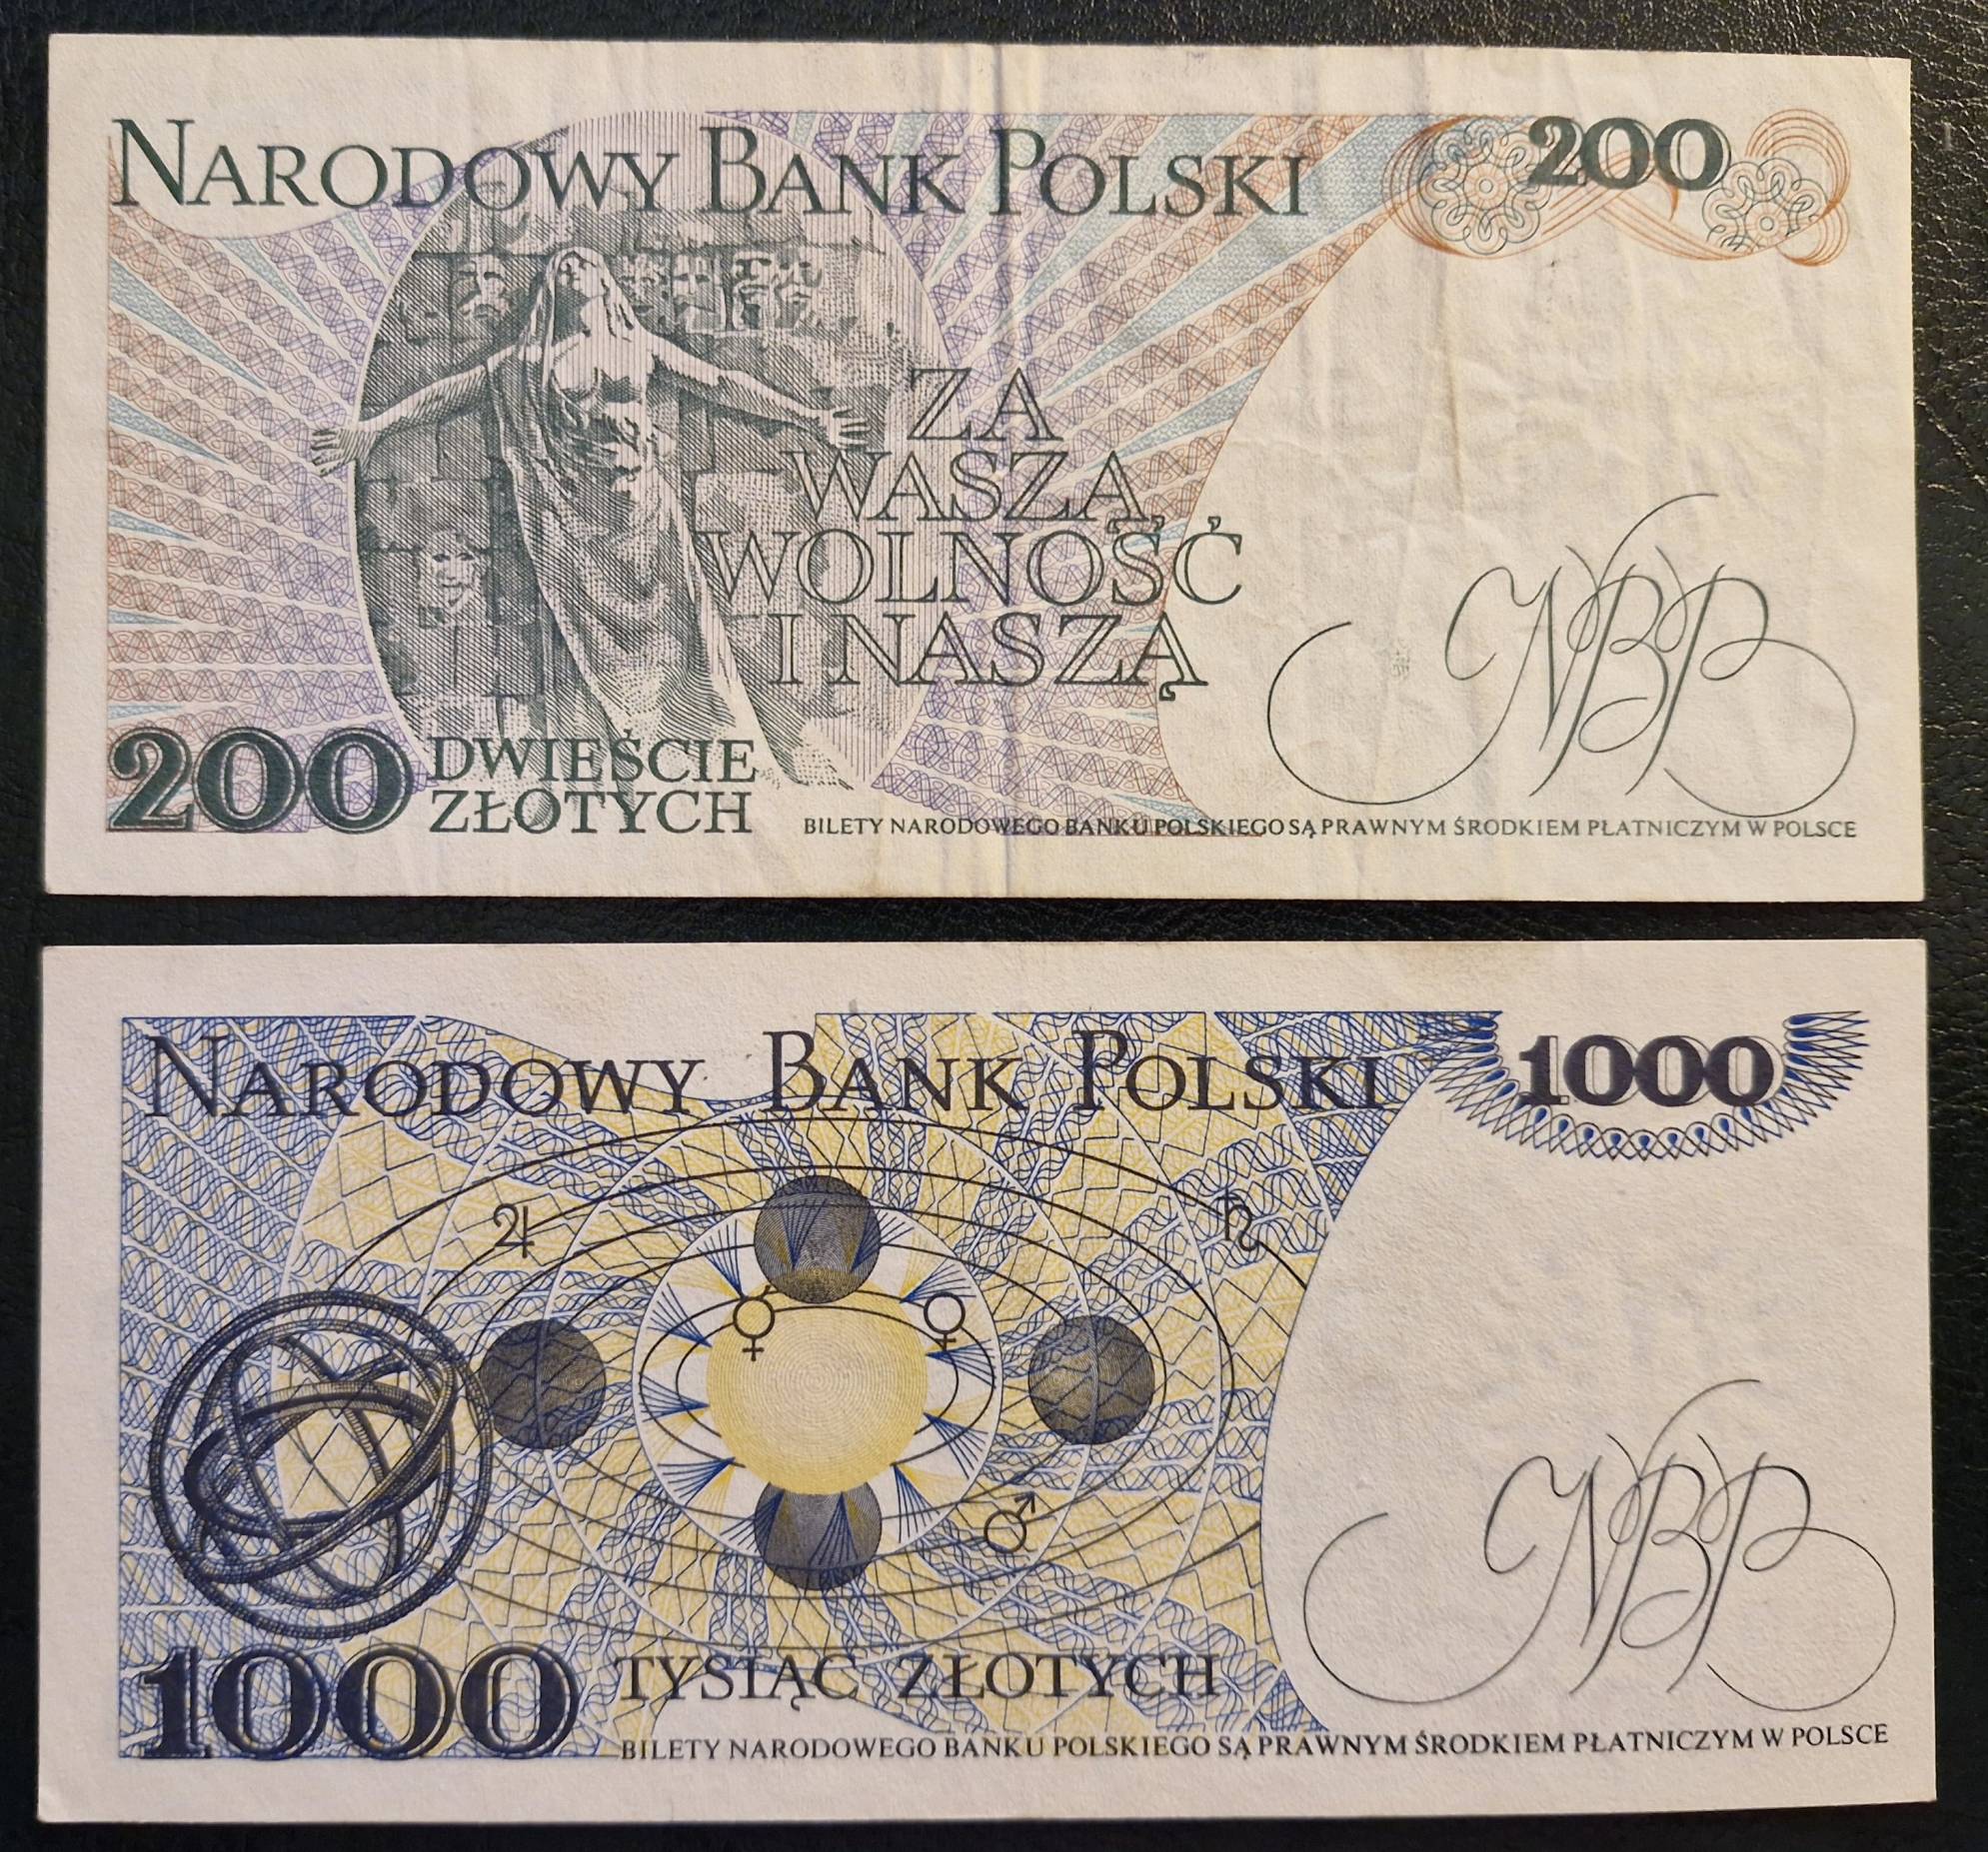 NARODOWY BANK POLSKI
200
ZA
WASZĄ
WOLNOŚĆ
I NASZĄ
NBP
200 DWIEŚCIE
ZŁOTYCH
BILETY NARODOWEGO BANKU POLSKIEGO SĄ PRAWNYM ŚRODKIEM PŁATNICZYM W POLSCE
NARODOWY BANK POLSKI
1000
♃
♄
☿
♀
♂
NBP
1000 TYSIĄC ZŁOTYCH
BILETY NARODOWEGO BANKU POLSKIEGO SĄ PRAWNYM ŚRODKIEM PŁATNICZYM W POLSCE